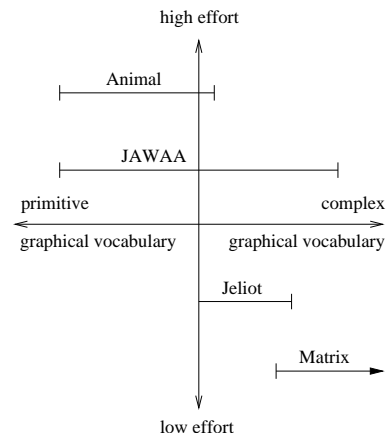 high effort
Animal
JAWAA
primitive complex
graphical vocabulary graphical vocabulary
Jeliot
Matrix
low effort